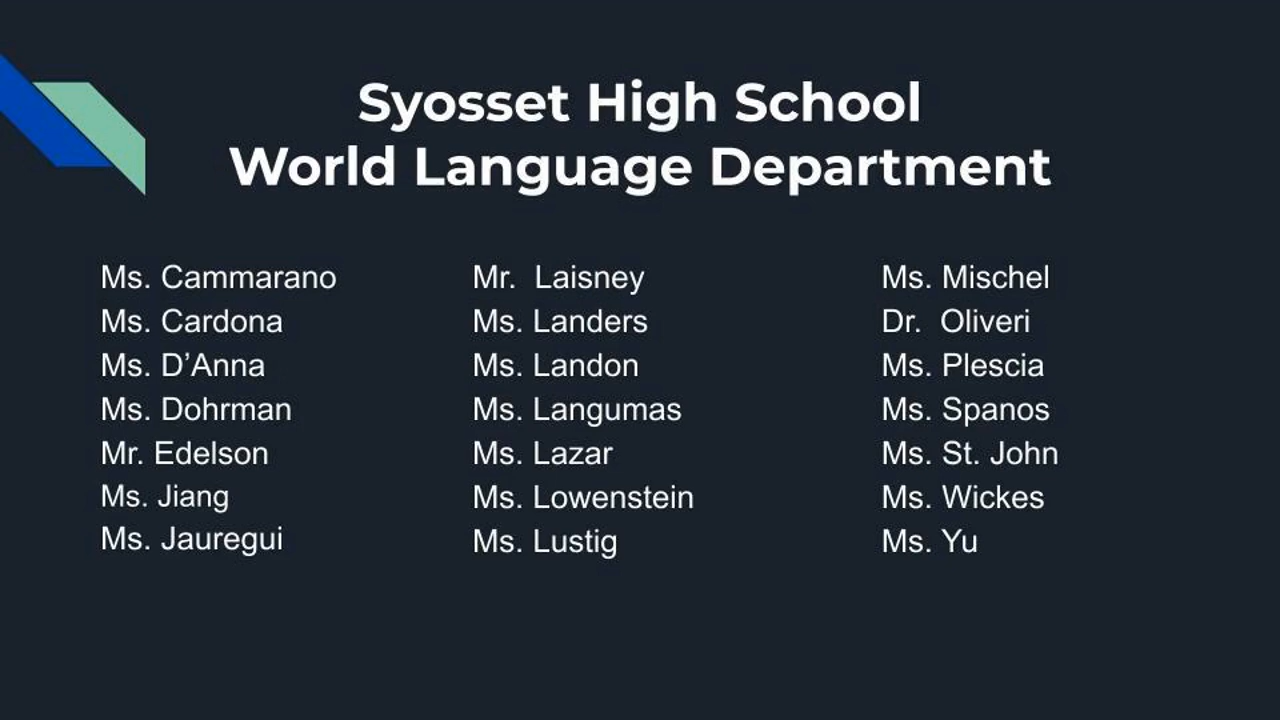 Syosset High School
World Language Department
Ms. Cammarano
Ms. Cardona
Ms. D’Anna
Ms. Dohrman
Mr. Edelson
Ms. Jiang
Ms. Jauregui
Mr.  Laisney
Ms. Landers
Ms. Landon
Ms. Langumas
Ms. Lazar
Ms. Lowenstein
Ms. Lustig
Ms. Mischel
Dr.  Oliveri
Ms. Plescia
Ms. Spanos
Ms. St. John
Ms. Wickes
Ms. Yu